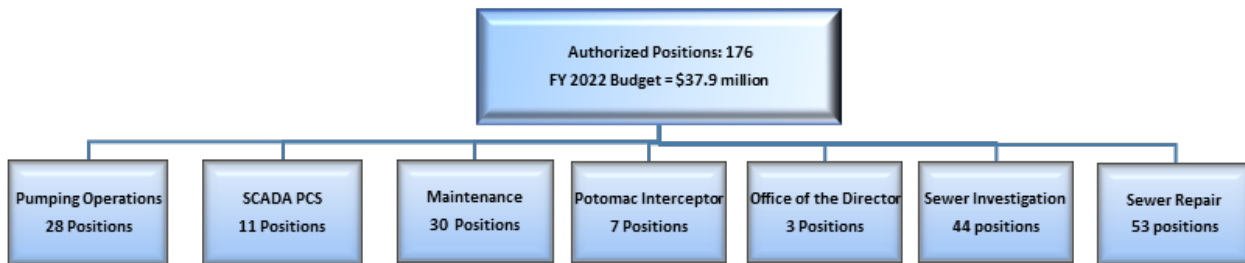 Authorized Positions: 176
FY 2022 Budget = $37.9 million
Pumping Operations
28 Positions
SCADA PCS
11 Positions
Maintenance
30 Positions
Potomac Interceptor
7 Positions
Office of the Director
3 Positions
Sewer Investigation
44 positions
Sewer Repair
53 positions